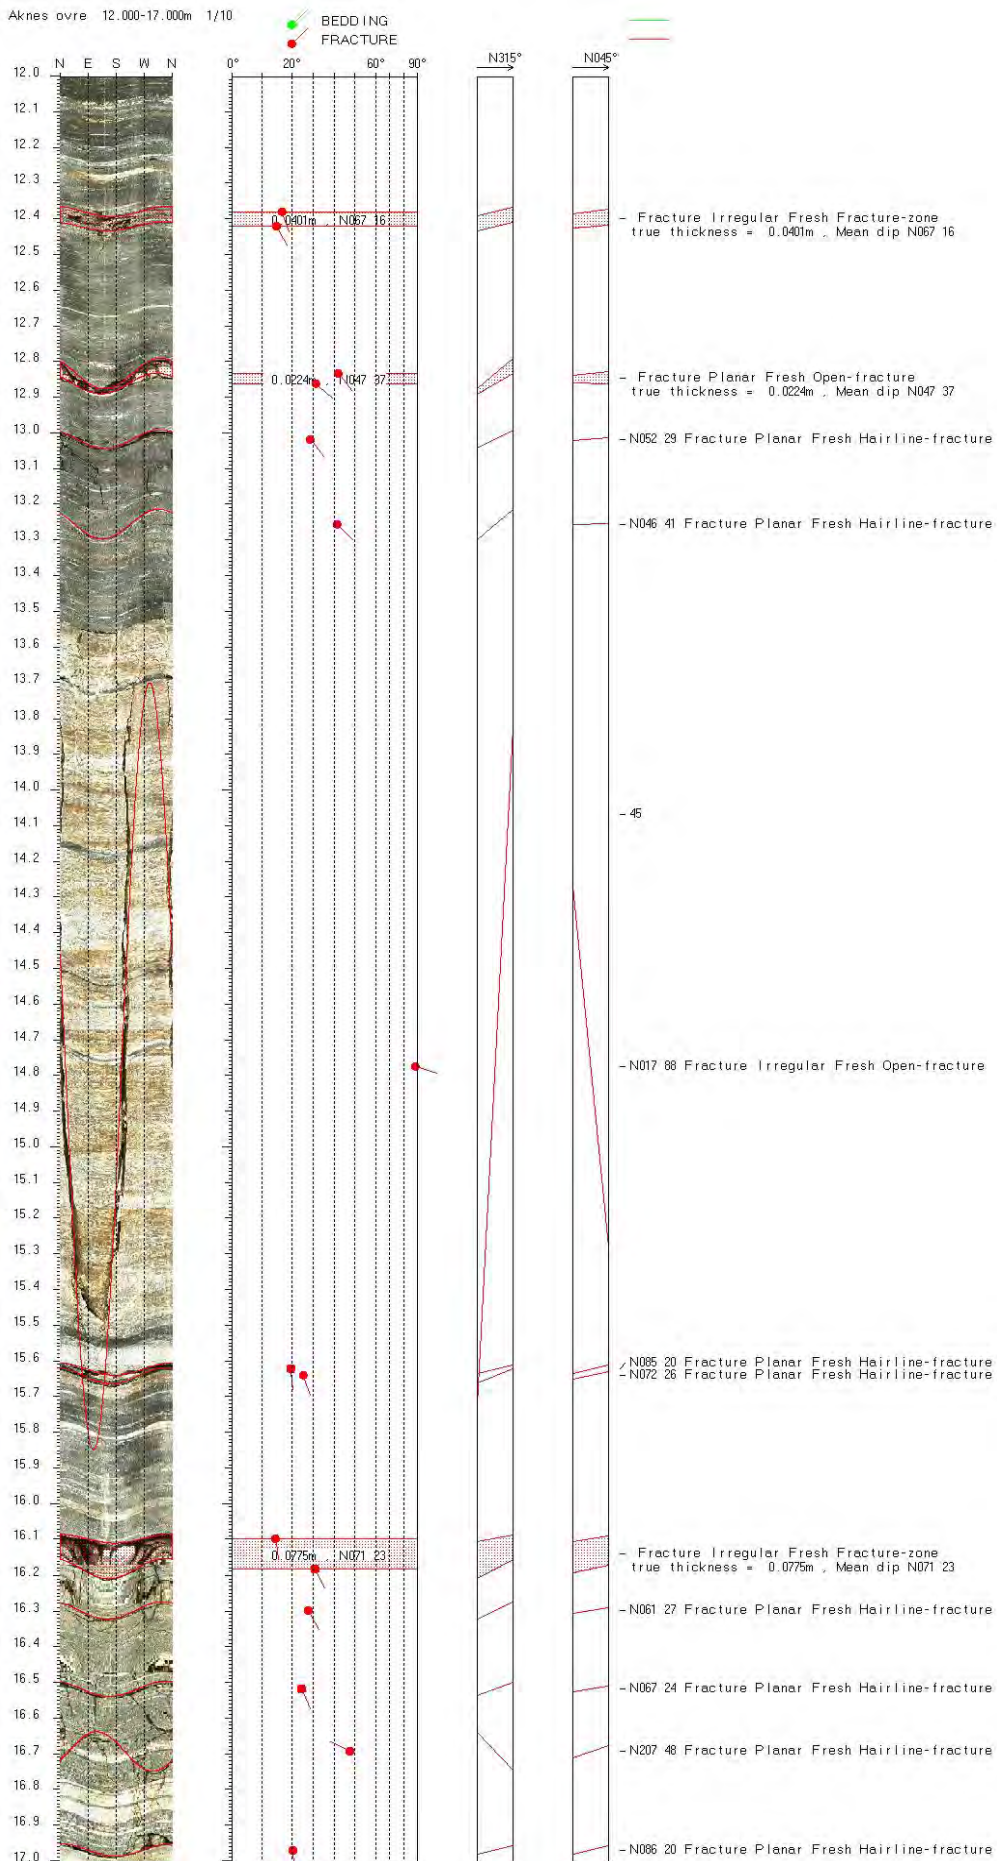 Aknes ovre 12.000-17.000m 1/10
BEDDING
FRACTURE
N E S W N
0° 20° 60° 90°
N315°
N045°
12.0
12.1
12.2
12.3
12.4
0.0401m , N067 16
- Fracture Irregular Fresh Fracture-zone
true thickness = 0.0401m , Mean dip N067 16
12.5
12.6
12.7
12.8
0.0224m , N047 37
- Fracture Planar Fresh Open-fracture
true thickness = 0.0224m , Mean dip N047 37
12.9
13.0
- N052 29 Fracture Planar Fresh Hairline-fracture
13.1
13.2
- N046 41 Fracture Planar Fresh Hairline-fracture
13.3
13.4
13.5
13.6
13.7
13.8
13.9
14.0
- 45
14.1
14.2
14.3
14.4
14.5
14.6
14.7
- N017 88 Fracture Irregular Fresh Open-fracture
14.8
14.9
15.0
15.1
15.2
15.3
15.4
15.5
15.6
N085 20 Fracture Planar Fresh Hairline-fracture
- N072 26 Fracture Planar Fresh Hairline-fracture
15.7
15.8
15.9
16.0
16.1
0.0775m , N071 23
- Fracture Irregular Fresh Fracture-zone
true thickness = 0.0775m , Mean dip N071 23
16.2
16.3
- N061 27 Fracture Planar Fresh Hairline-fracture
16.4
16.5
- N067 24 Fracture Planar Fresh Hairline-fracture
16.6
16.7
- N207 48 Fracture Planar Fresh Hairline-fracture
16.8
16.9
- N086 20 Fracture Planar Fresh Hairline-fracture
17.0